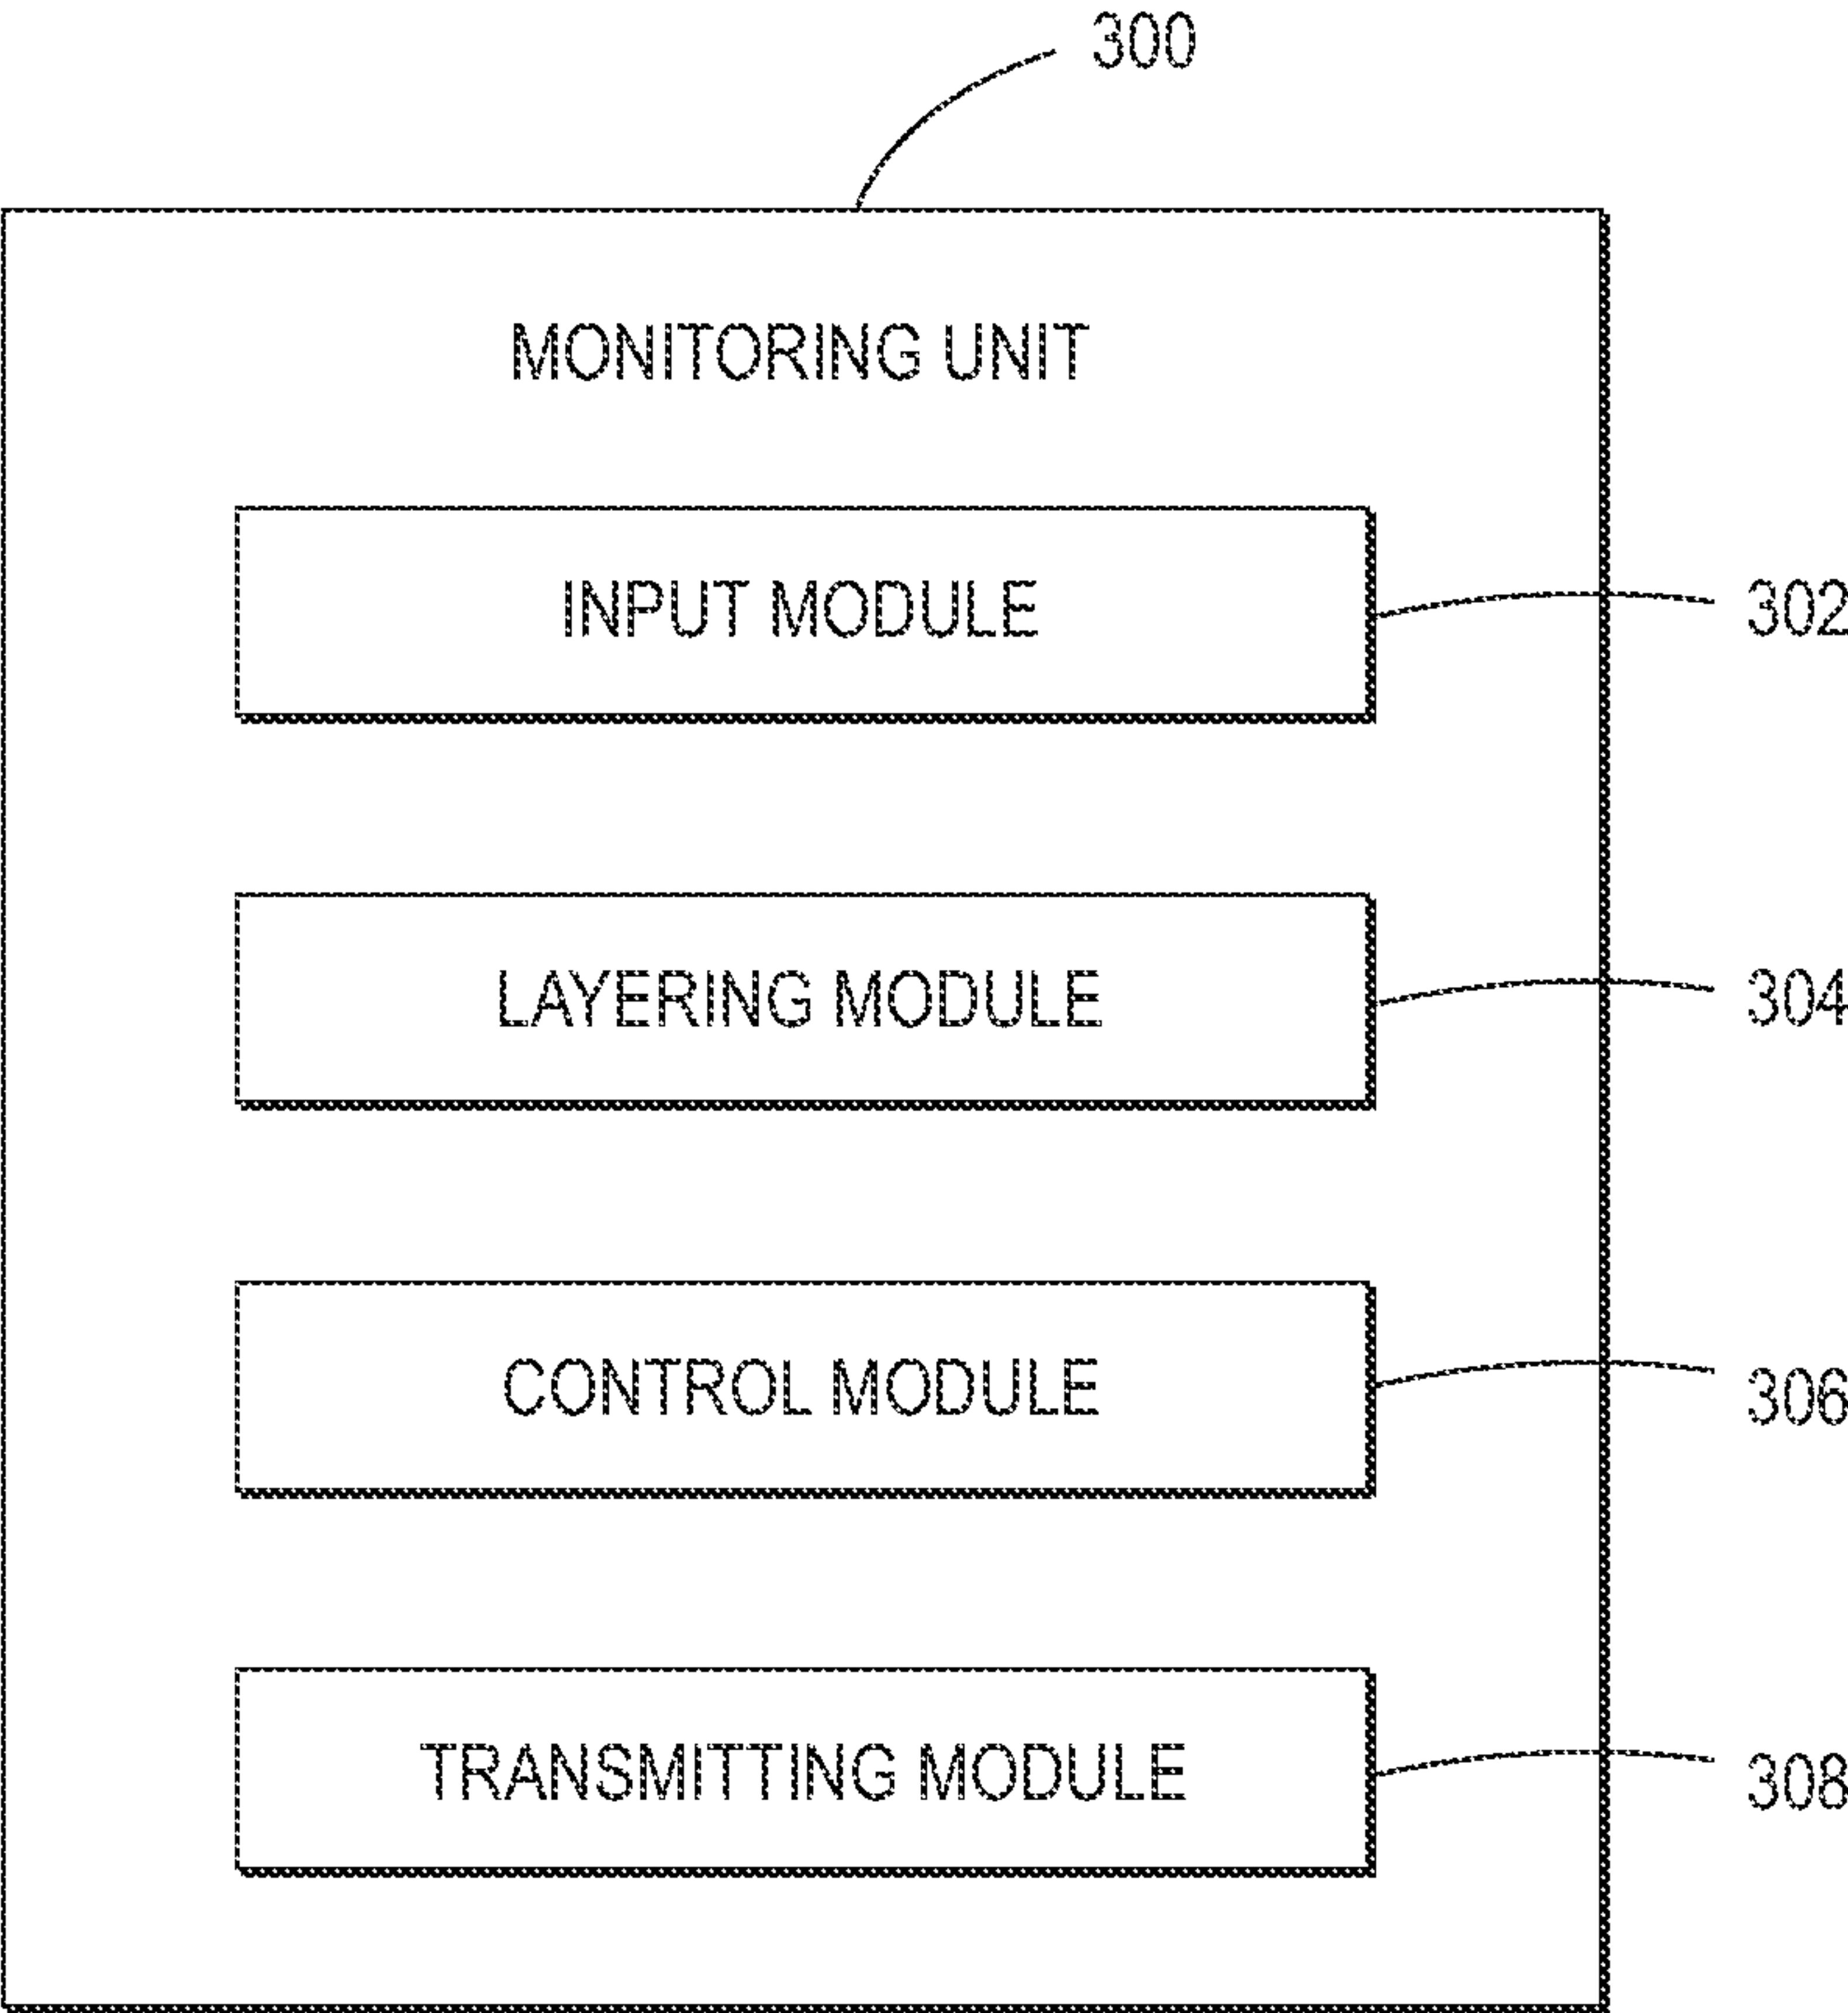 300
MONITORING UNIT
INPUT MODULE
302
LAYERING MODULE
304
CONTROL MODULE
306
TRANSMITTING MODULE
308